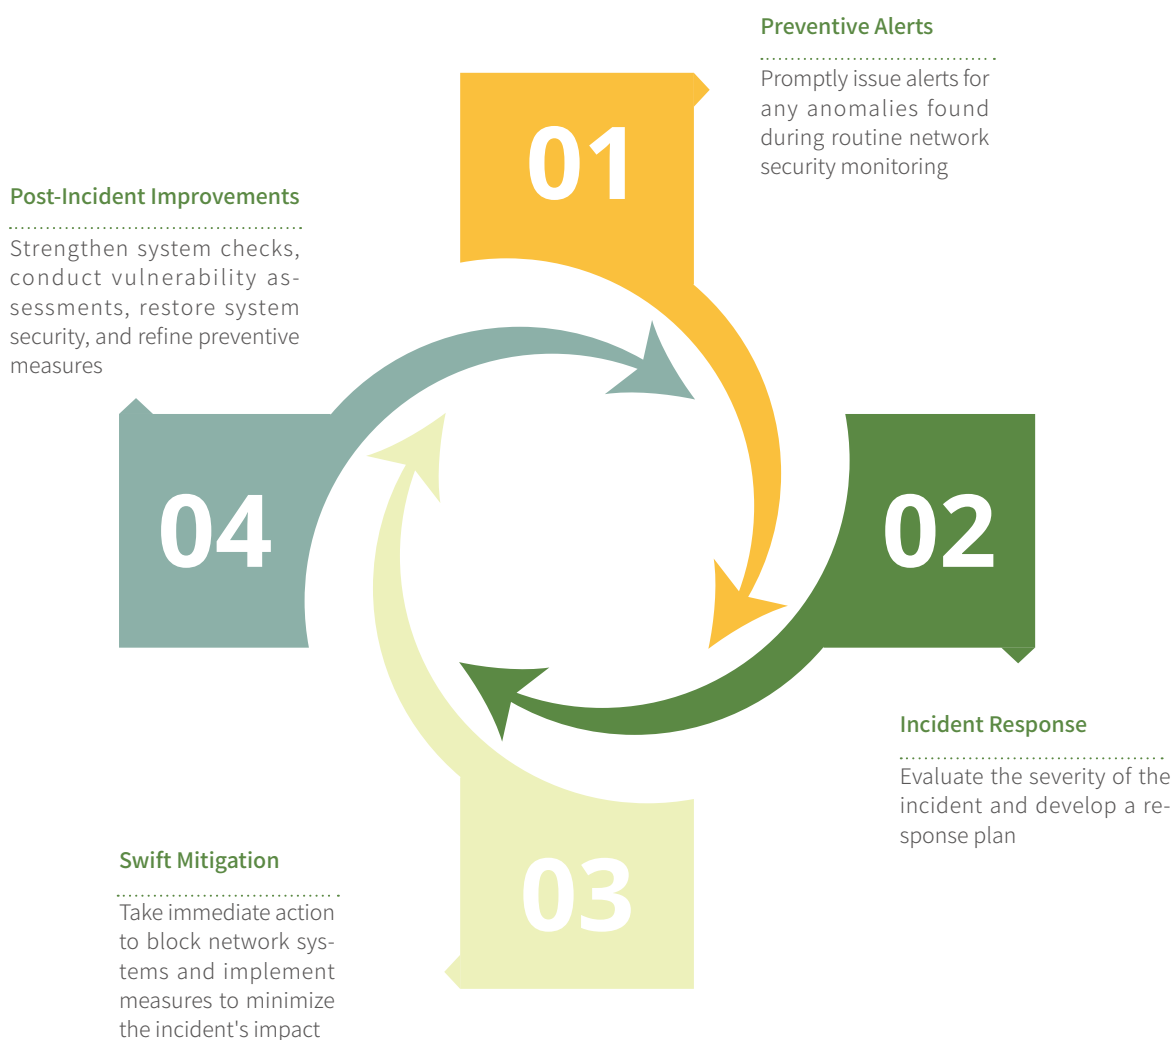 Preventive Alerts
Promptly issue alerts for
any anomalies found
during routine network
security monitoring
01
Post-Incident Improvements
Strengthen system checks,
conduct vulnerability as-
sessments, restore system
security, and refine preventive
measures
04
02
Incident Response
Evaluate the severity of the
incident and develop a re-
sponse plan
03
Swift Mitigation
Take immediate action
to block network sys-
tems and implement
measures to minimize
the incident's impact